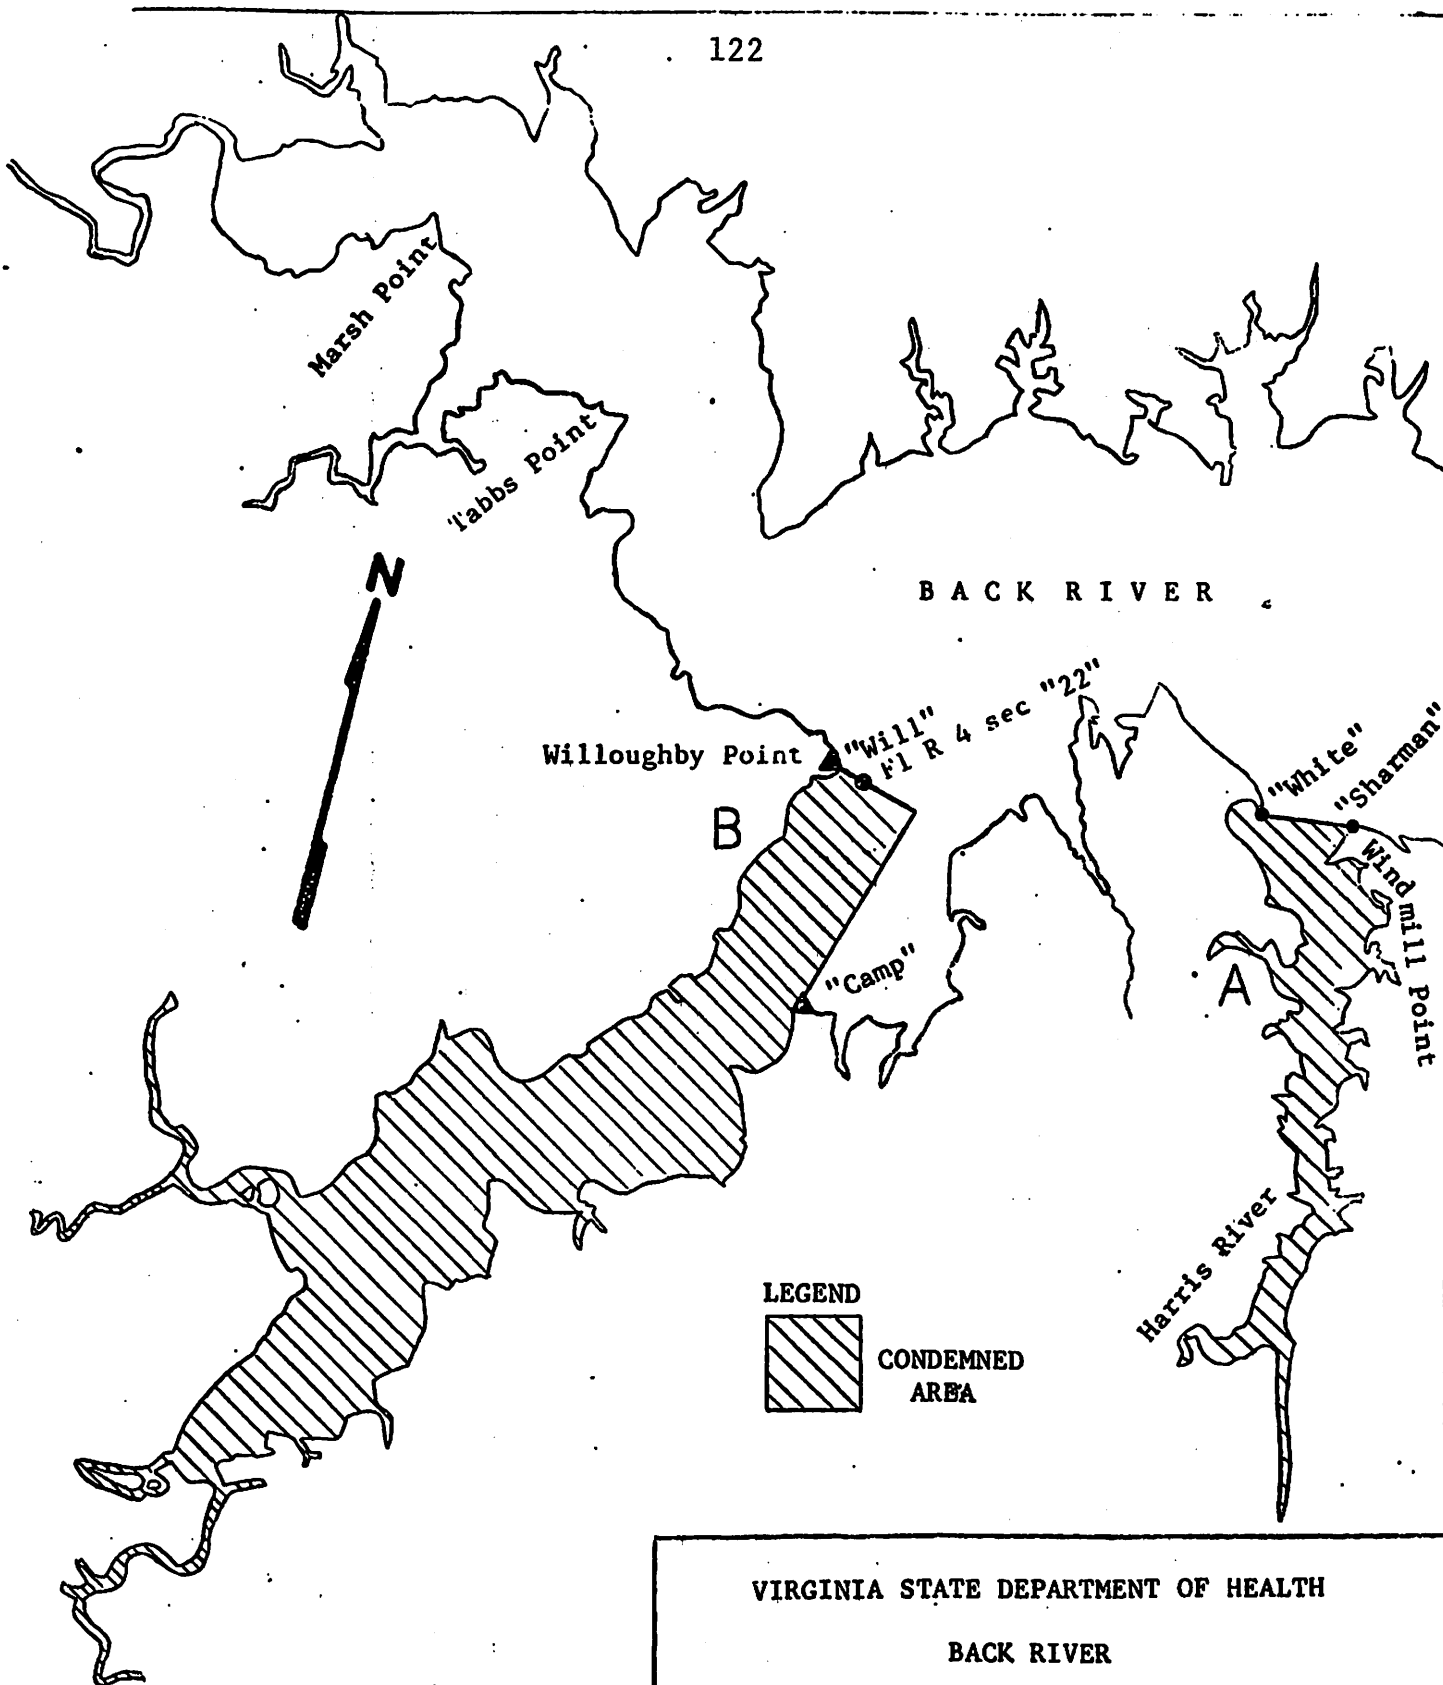 122
Marsh Point
Tabbs Point
N
BACK RIVER
Willoughby Point
"Will"
Fl R 4 sec "22"
"White"
"Sharman"
Windmill Point
B
"Camp"
A
Harris River
LEGEND
CONDEMNED
AREA
VIRGINIA STATE DEPARTMENT OF HEALTH
BACK RIVER